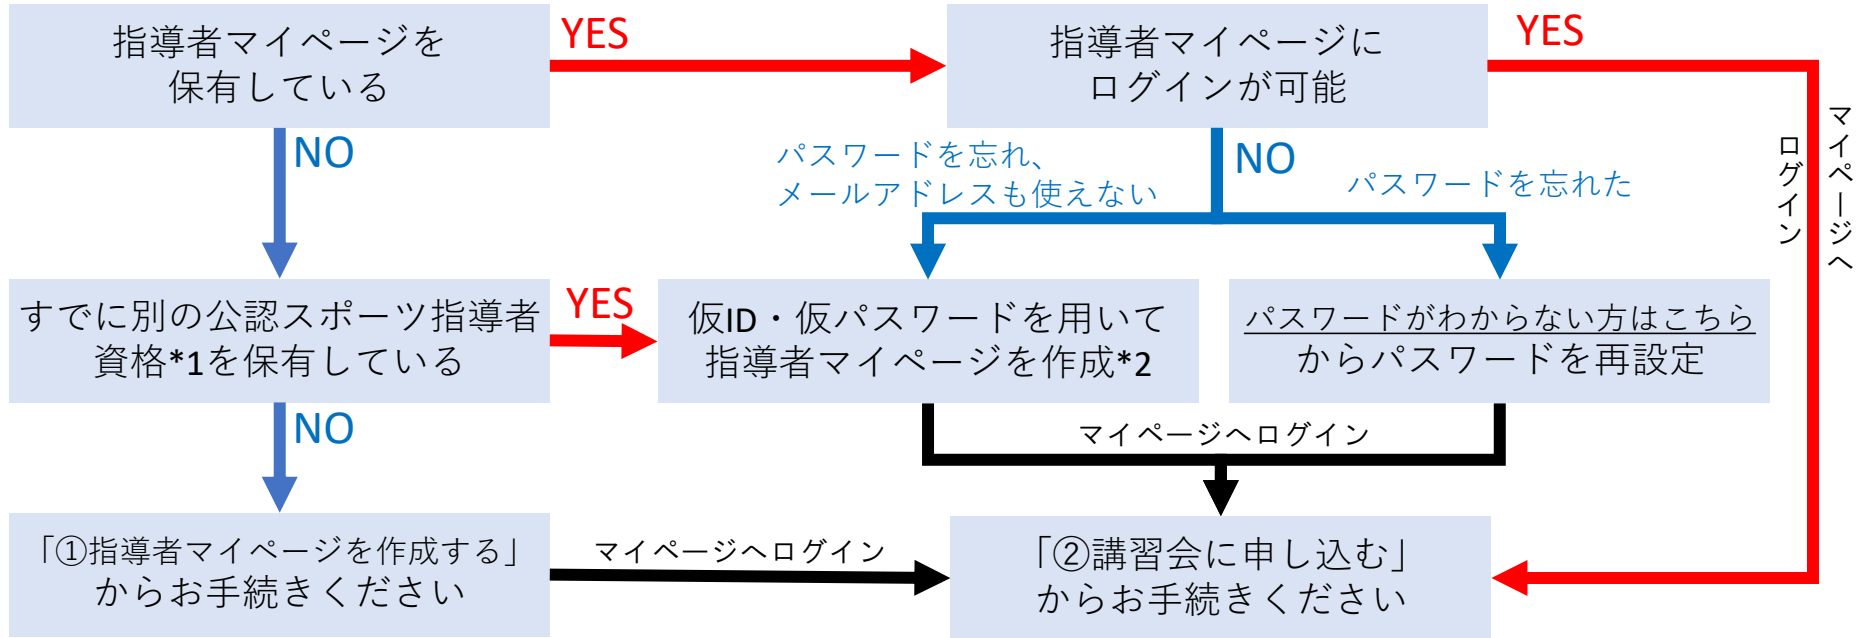 指導者マイページを
保有している
YES
指導者マイページに
ログインが可能
YES
マイページへ
ログイン
NO
パスワードを忘れ、
メールアドレスも使えない
NO
パスワードを忘れた
すでに別の公認スポーツ指導者
資格*1を保有している
YES
仮ID・仮パスワードを用いて
指導者マイページを作成*2
パスワードがわからない方はこちら
からパスワードを再設定
NO
マイページへログイン
「①指導者マイページを作成する」
からお手続きください
マイページへログイン
「②講習会に申し込む」
からお手続きください